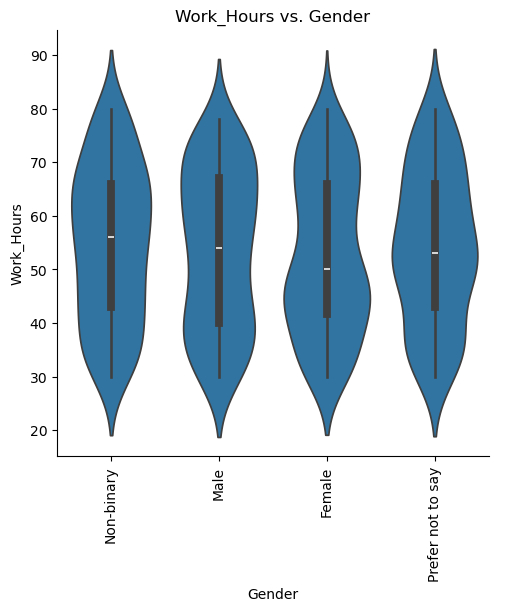 Work_Hours vs. Gender
Work_Hours
90
80
70
60
50
40
30
20
Non-binary
Male
Female
Prefer not to say
Gender